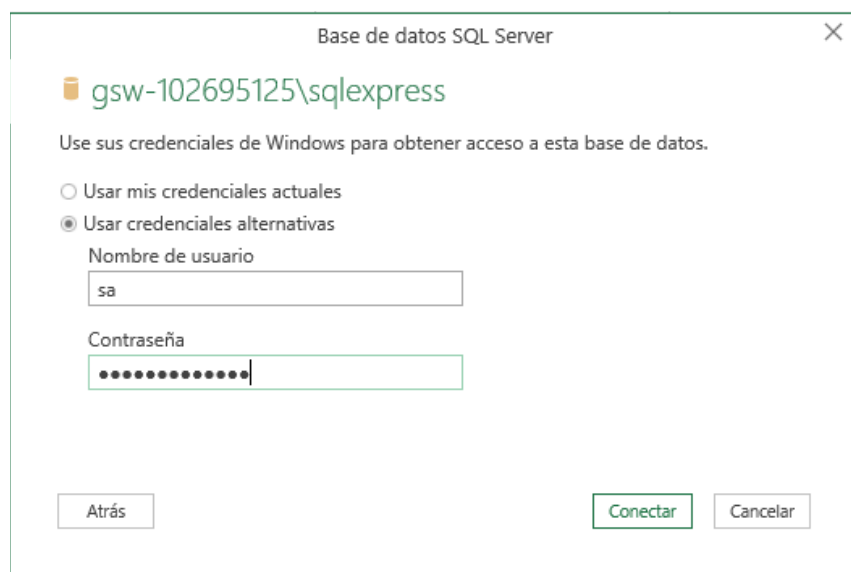 Base de datos SQL Server
gsw-102695125\sqlexpress
Use sus credenciales de Windows para obtener acceso a esta base de datos.
Usar mis credenciales actuales
Usar credenciales alternativas
Nombre de usuario
sa
Contraseña
●●●●●●●●●●●●●
Atrás
Conectar
Cancelar